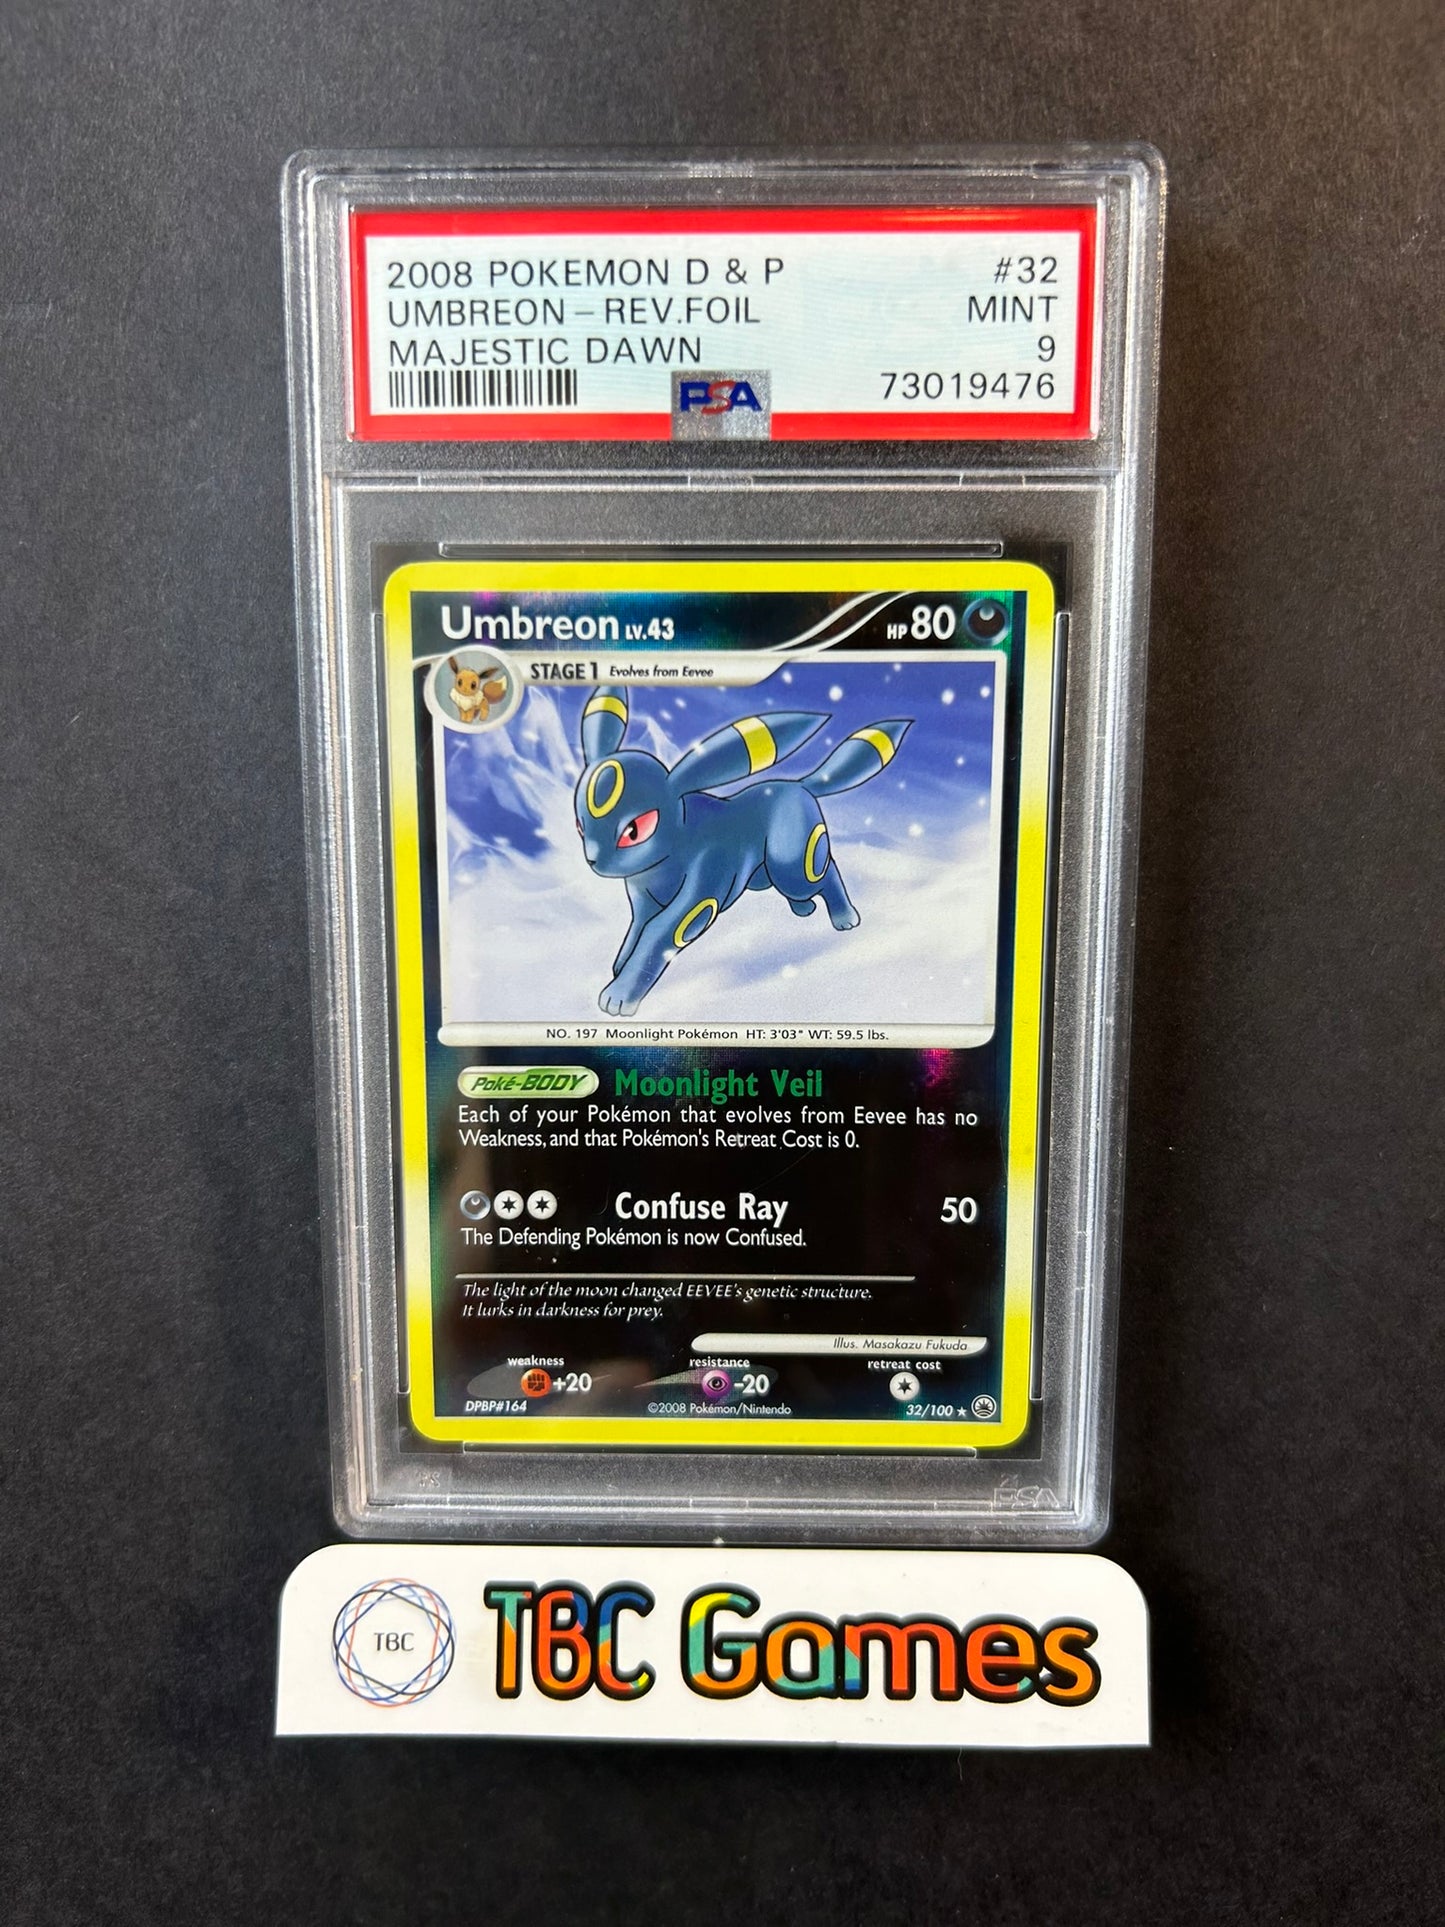 2008 POKEMON D & P #32
UMBREON - REV.FOIL MINT
MAJESTIC DAWN 9
PSA 73019476
Umbreon LV.43 HP 80
STAGE 1 Evolves from Eevee
NO. 197 Moonlight Pokémon HT: 3'03" WT: 59.5 lbs.
Poké-BODY Moonlight Veil
Each of your Pokémon that evolves from Eevee has no
Weakness, and that Pokémon's Retreat Cost is 0.
Confuse Ray 50
The Defending Pokémon is now Confused.
The light of the moon changed EEVEE's genetic structure.
It lurks in darkness for prey.
Illus. Masakazu Fukuda
weakness resistance retreat cost
+20 -20
DPBP#164 ©2008 Pokémon/Nintendo 32/100
PSA
TBC TBC Games